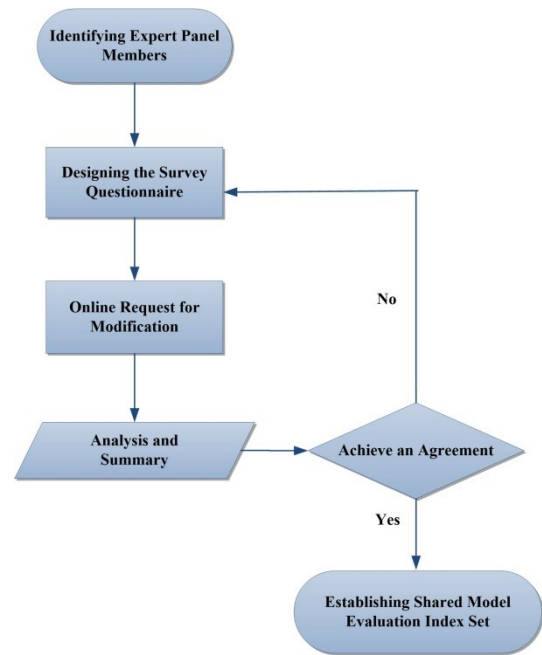 Identifying Expert Panel
Members
Designing the Survey
Questionnaire
Online Request for
Modification
Analysis and
Summary
Achieve an Agreement
No
Yes
Establishing Shared Model
Evaluation Index Set